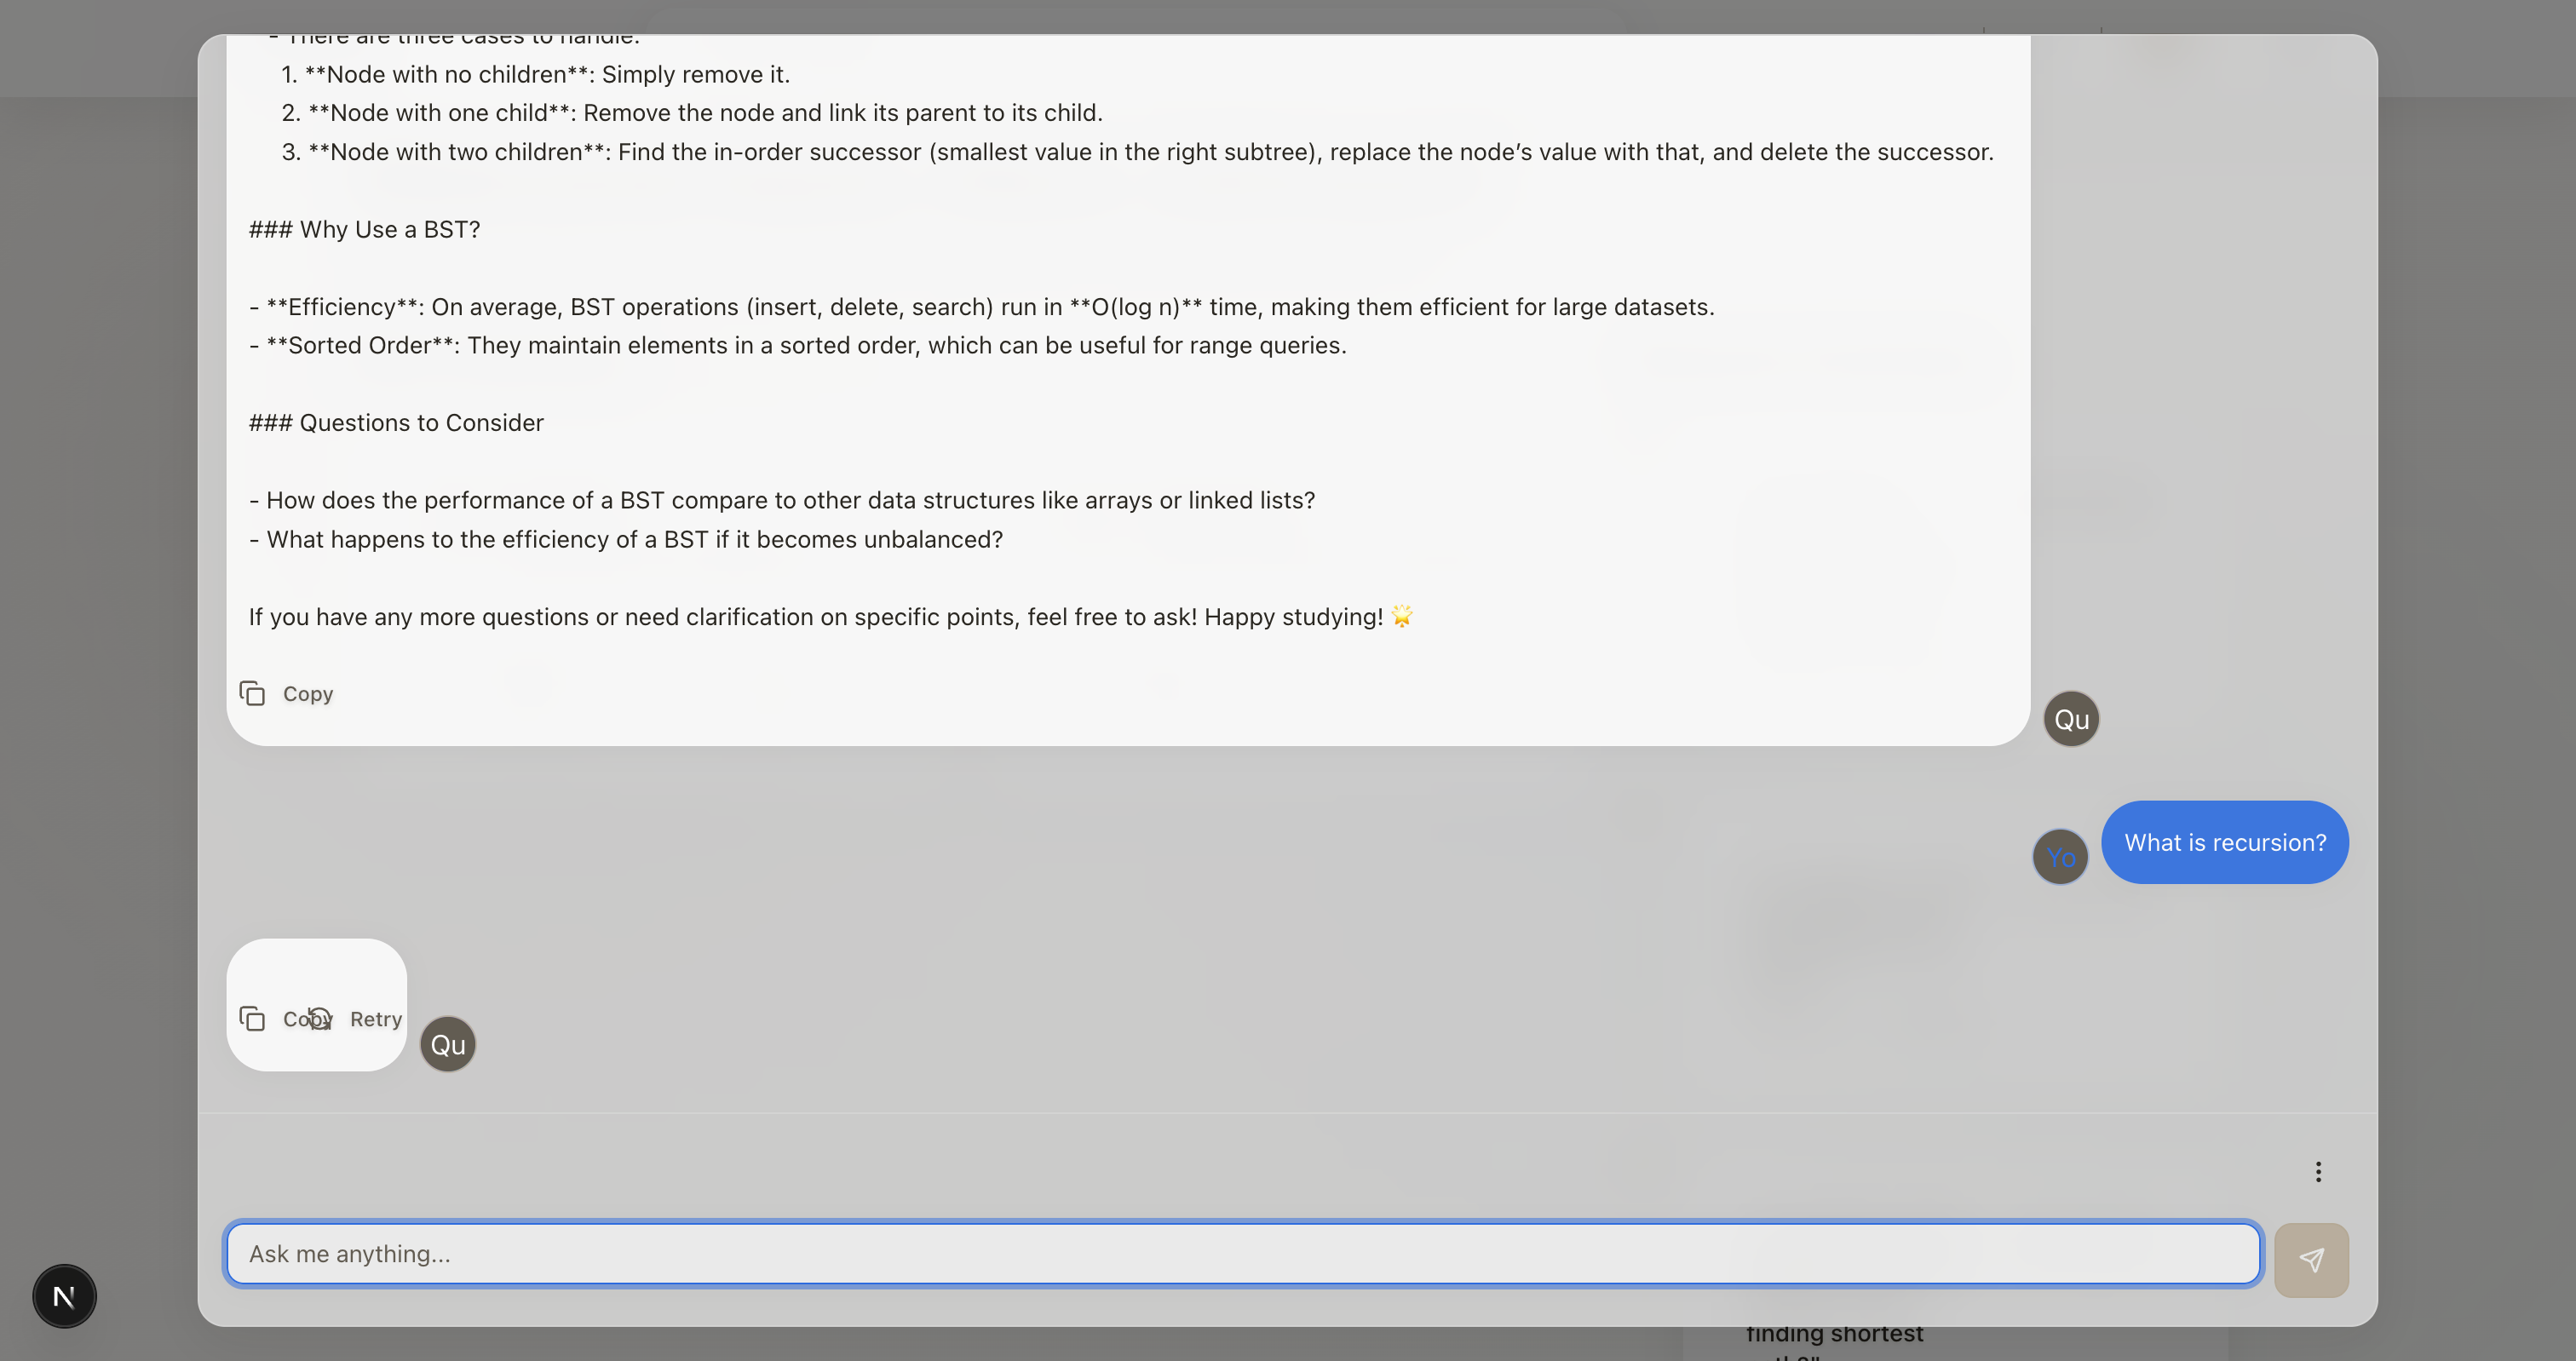 - There are three cases to handle:
1. **Node with no children**: Simply remove it.
2. **Node with one child**: Remove the node and link its parent to its child.
3. **Node with two children**: Find the in-order successor (smallest value in the right subtree), replace the node’s value with that, and delete the successor.
### Why Use a BST?
- **Efficiency**: On average, BST operations (insert, delete, search) run in **O(log n)** time, making them efficient for large datasets.
- **Sorted Order**: They maintain elements in a sorted order, which can be useful for range queries.
### Questions to Consider
- How does the performance of a BST compare to other data structures like arrays or linked lists?
- What happens to the efficiency of a BST if it becomes unbalanced?
If you have any more questions or need clarification on specific points, feel free to ask! Happy studying! 🌟
Copy
Qu
What is recursion?
Yo
Copy Retry
Qu
Ask me anything...
N
finding shortest